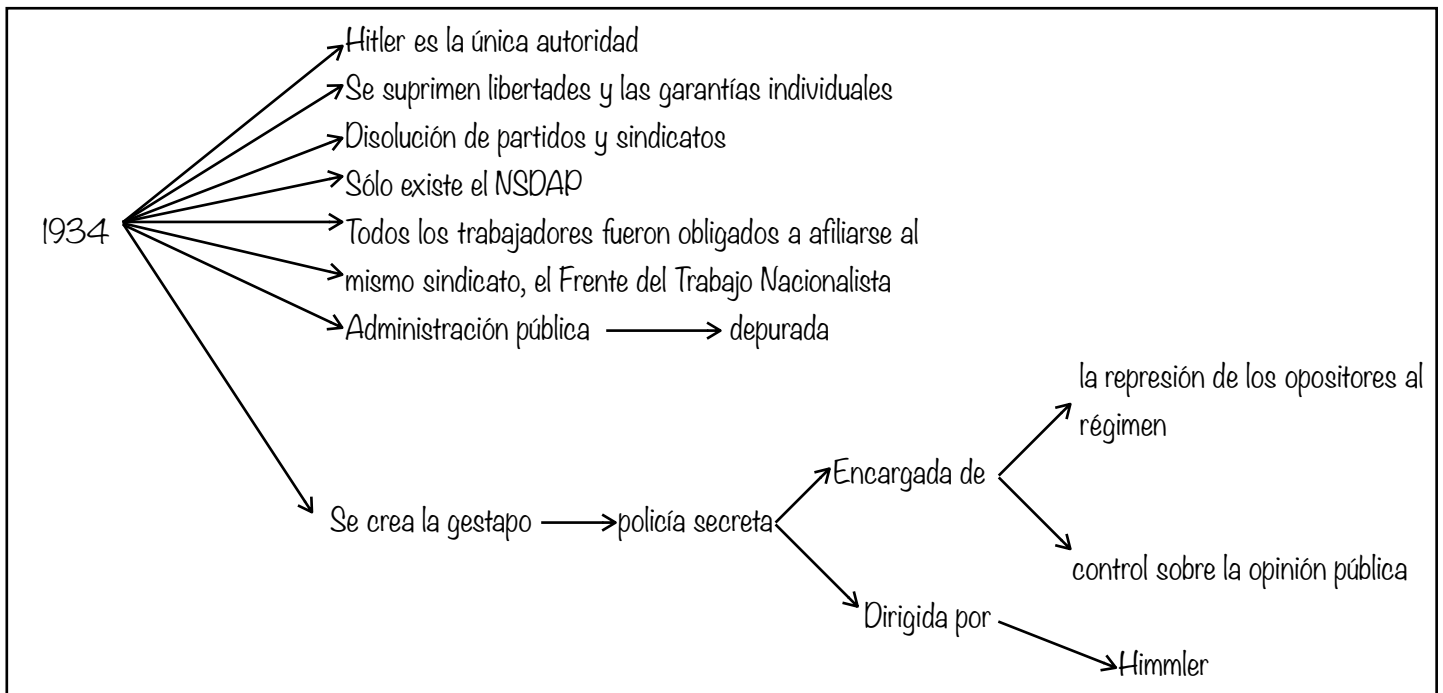 Hitler es la única autoridad
Se suprimen libertades y las garantías individuales
Disolución de partidos y sindicatos
Sólo existe el NSDAP
1934
Todos los trabajadores fueron obligados a afiliarse al
mismo sindicato, el Frente del Trabajo Nacionalista
Administración pública
depurada
Se crea la gestapo
policía secreta
Encargada de
la represión de los opositores al
régimen
control sobre la opinión pública
Dirigida por
Himmler